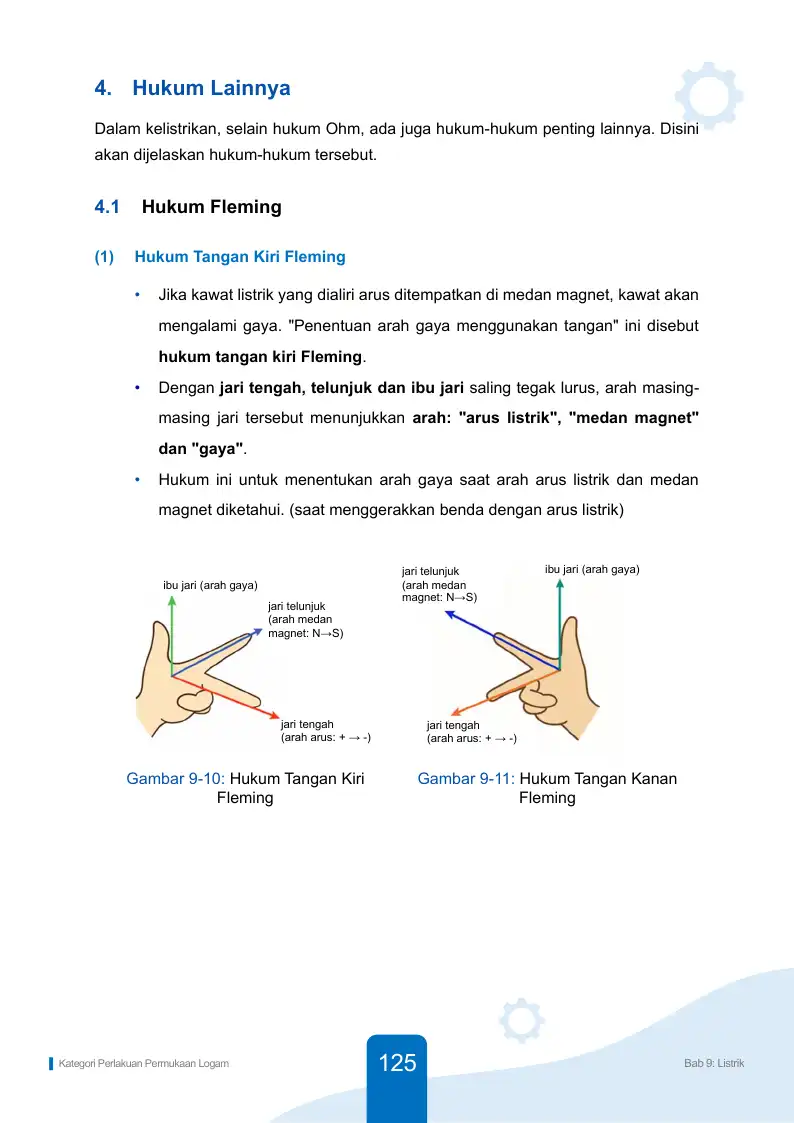 4. Hukum Lainnya
Dalam kelistrikan, selain hukum Ohm, ada juga hukum-hukum penting lainnya. Disini
akan dijelaskan hukum-hukum tersebut.
4.1 Hukum Fleming
(1) Hukum Tangan Kiri Fleming
• Jika kawat listrik yang dialiri arus ditempatkan di medan magnet, kawat akan
mengalami gaya. "Penentuan arah gaya menggunakan tangan" ini disebut
hukum tangan kiri Fleming.
• Dengan jari tengah, telunjuk dan ibu jari saling tegak lurus, arah masing-
masing jari tersebut menunjukkan arah: "arus listrik", "medan magnet"
dan "gaya".
• Hukum ini untuk menentukan arah gaya saat arah arus listrik dan medan
magnet diketahui. (saat menggerakkan benda dengan arus listrik)
ibu jari (arah gaya)
jari telunjuk
(arah medan
magnet: N→S)
jari tengah
(arah arus: + → -)
Gambar 9-10: Hukum Tangan Kiri
Fleming
jari telunjuk
(arah medan
magnet: N→S)
ibu jari (arah gaya)
jari tengah
(arah arus: + → -)
Gambar 9-11: Hukum Tangan Kanan
Fleming
Kategori Perlakuan Permukaan Logam
125
Bab 9: Listrik